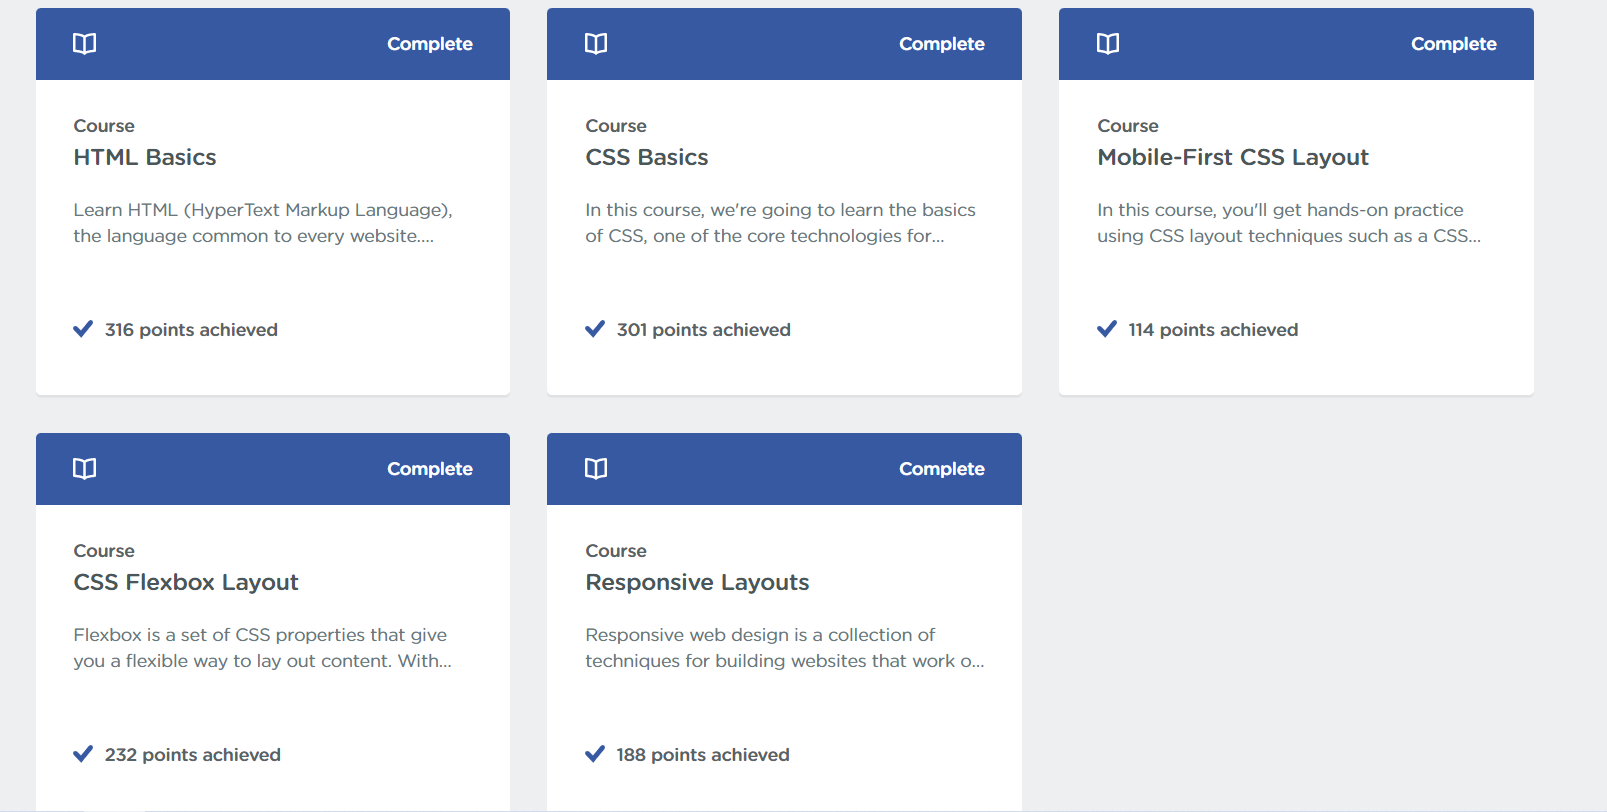 Complete
Course
HTML Basics
Learn HTML (HyperText Markup Language),
the language common to every website....
316 points achieved
Complete
Course
CSS Basics
In this course, we're going to learn the basics
of CSS, one of the core technologies for...
301 points achieved
Complete
Course
Mobile-First CSS Layout
In this course, you'll get hands-on practice
using CSS layout techniques such as a CSS...
114 points achieved
Complete
Course
CSS Flexbox Layout
Flexbox is a set of CSS properties that give
you a flexible way to lay out content. With...
232 points achieved
Complete
Course
Responsive Layouts
Responsive web design is a collection of
techniques for building websites that work o...
188 points achieved